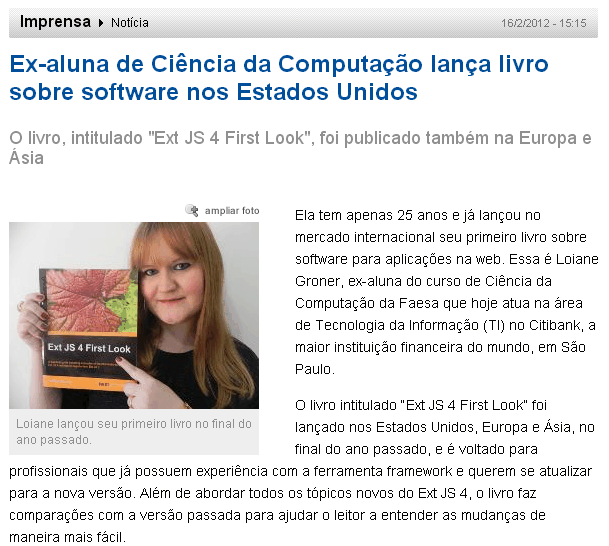 Imprensa Notícia 16/2/2012 - 15:15
Ex-aluna de Ciência da Computação lança livro
sobre software nos Estados Unidos
O livro, intitulado "Ext JS 4 First Look", foi publicado também na Europa e
Ásia
ampliar foto
Ext JS 4 First Look
Loiane lançou seu primeiro livro no final do
ano passado.
Ela tem apenas 25 anos e já lançou no
mercado internacional seu primeiro livro sobre
software para aplicações na web. Essa é Loiane
Groner, ex-aluna do curso de Ciência da
Computação da Faesa que hoje atua na área
de Tecnologia da Informação (TI) no Citibank, a
maior instituição financeira do mundo, em São
Paulo.
O livro intitulado “Ext JS 4 First Look” foi
lançado nos Estados Unidos, Europa e Ásia, no
final do ano passado, e é voltado para
profissionais que já possuem experiência com a ferramenta framework e querem se atualizar
para a nova versão. Além de abordar todos os tópicos novos do Ext JS 4, o livro faz
comparações com a versão passada para ajudar o leitor a entender as mudanças de
maneira mais fácil.